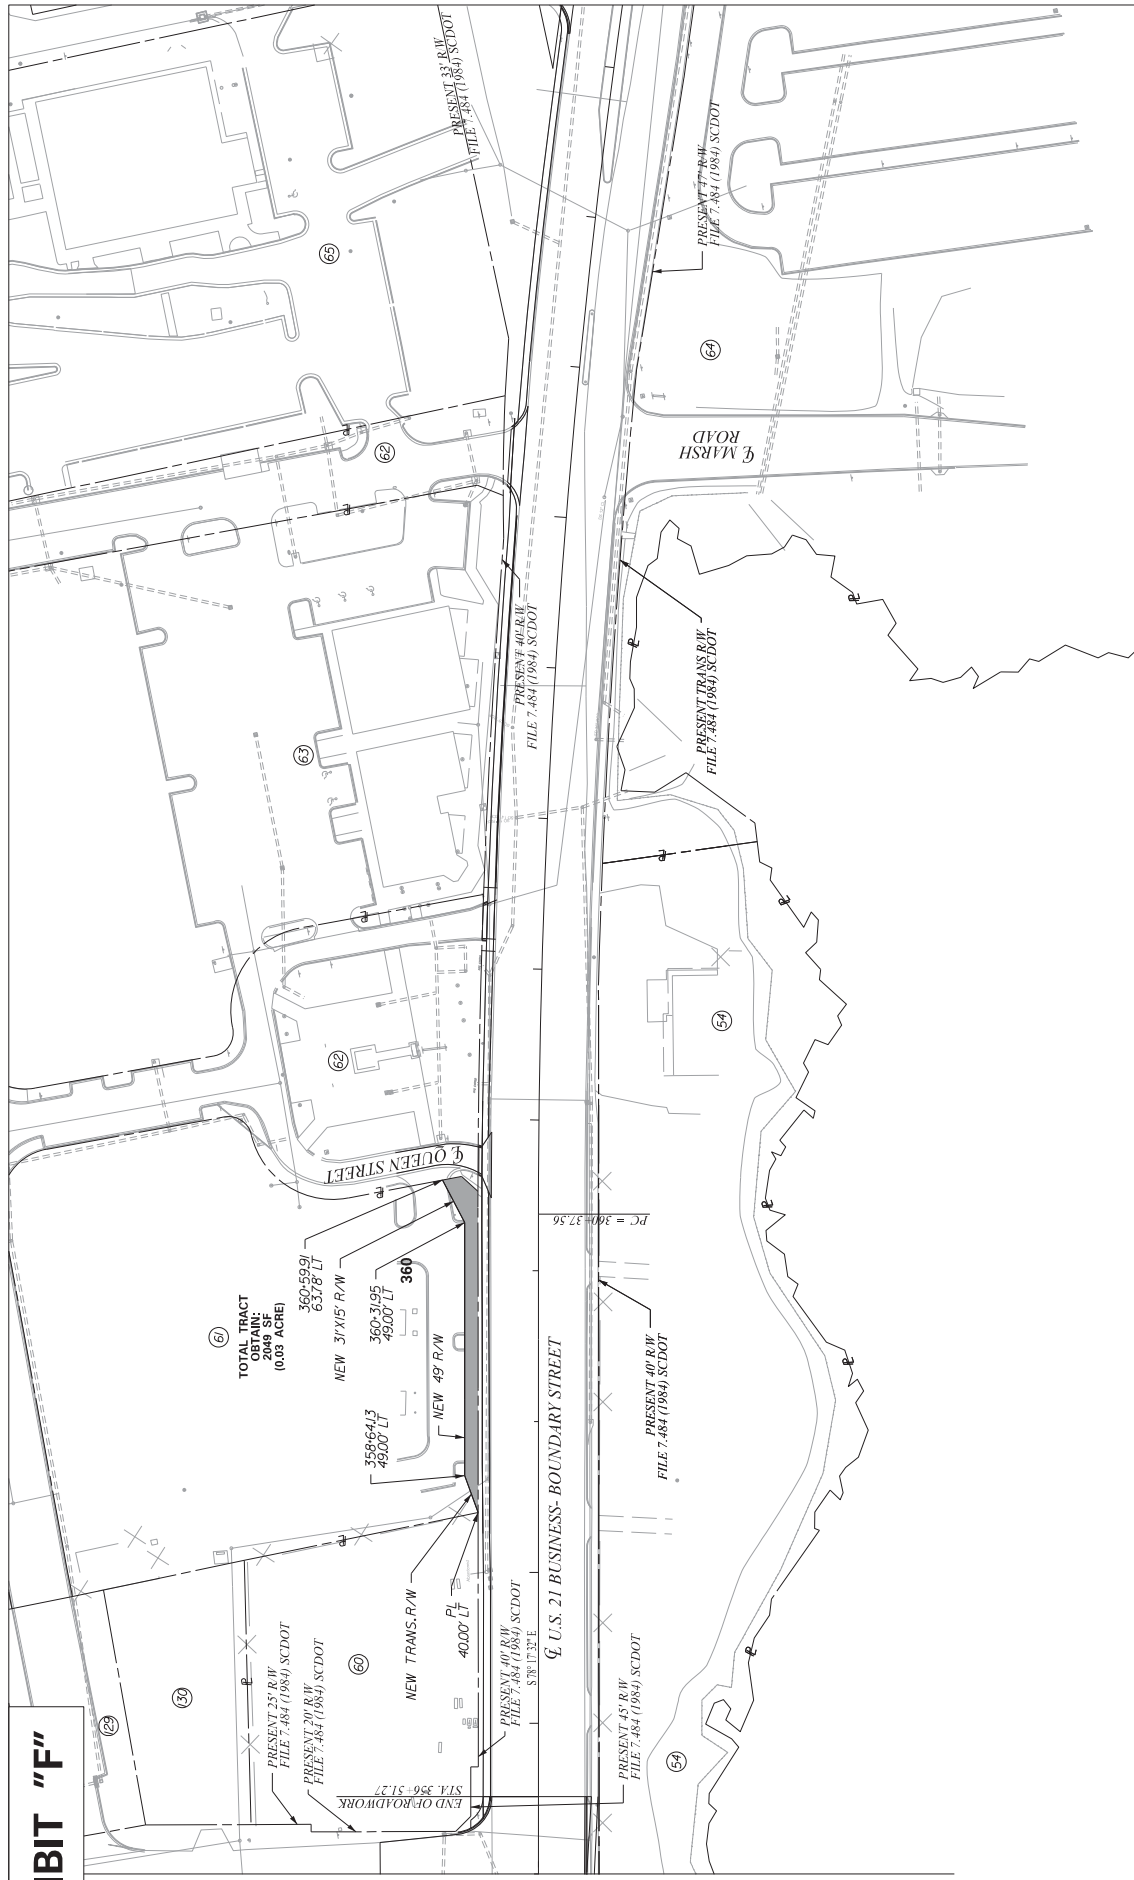 IBIT "F"
PRESENT 33' R/W
FILE 7.484 (1984) SCDOT
PRESENT 47' R/W
FILE 7.484 (1984) SCDOT
65
64
℄ MARSH
ROAD
62
PRESENT 40' R/W
FILE 7.484 (1984) SCDOT
PRESENT TRANS R/W
FILE 7.484 (1984) SCDOT
63
62
54
℄ QUEEN STREET
PC = 360+37.56
61
TOTAL TRACT
OBTAIN:
2049 SF
(0.03 ACRE)
360+59.91
63.78' LT
NEW 31'X15' R/W
360+31.95
49.00' LT
360
NEW 49' R/W
358+64.13
49.00' LT
PRESENT 40' R/W
FILE 7.484 (1984) SCDOT
℄ U.S. 21 BUSINESS- BOUNDARY STREET
S 78° 17' 32" E
NEW TRANS.R/W
PL
40.00' LT
PRESENT 40' R/W
FILE 7.484 (1984) SCDOT
60
130
129
PRESENT 25' R/W
FILE 7.484 (1984) SCDOT
PRESENT 20' R/W
FILE 7.484 (1984) SCDOT
END OF ROADWORK
STA. 356+51.27
PRESENT 45' R/W
FILE 7.484 (1984) SCDOT
54